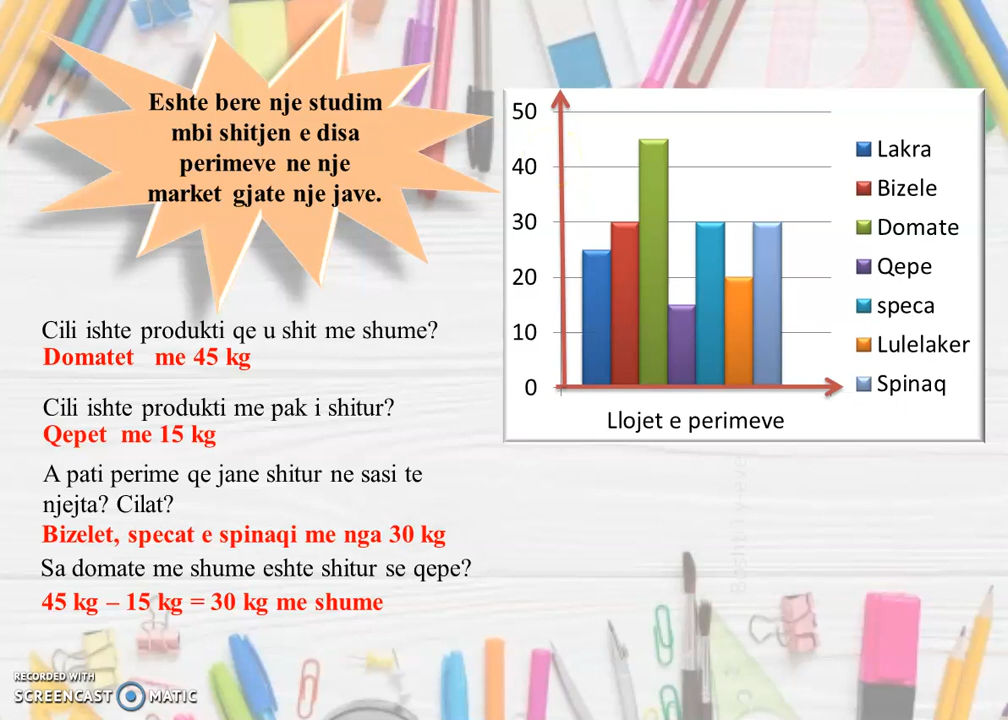 Eshte bere nje studim
mbi shitjen e disa
perimeve ne nje
market gjate nje jave.
50
40
30
20
10
0
Llojet e perimeve
Lakra
Bizele
Domate
Qepe
speca
Lulelaker
Spinaq
Cili ishte produkti qe u shit me shume?
Domatet me 45 kg
Cili ishte produkti me pak i shitur?
Qepet me 15 kg
A pati perime qe jane shitur ne sasi te
njejta? Cilat?
Bizelet, specat e spinaqi me nga 30 kg
Sa domate me shume eshte shitur se qepe?
45 kg – 15 kg = 30 kg me shume
RECORDED WITH
SCREENCAST MATIC